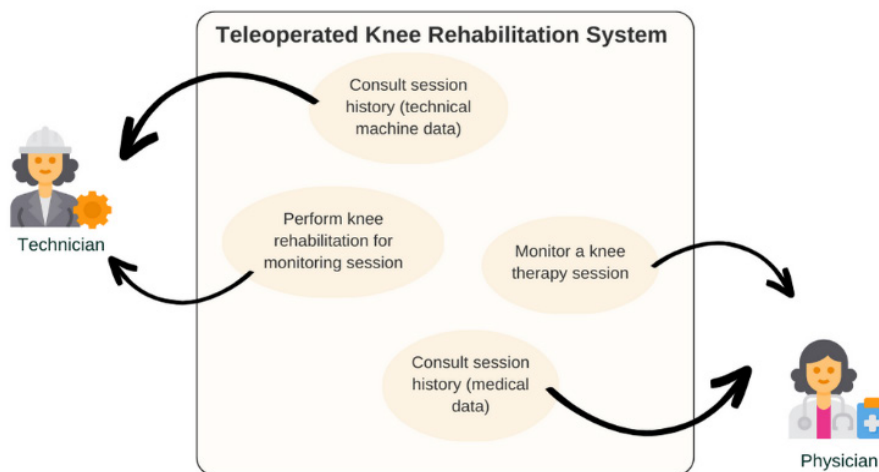 Teleoperated Knee Rehabilitation System
Consult session
history (technical
machine data)
Technician
Perform knee
rehabilitation for
monitoring session
Monitor a knee
therapy session
Consult session
history (medical
data)
Physician